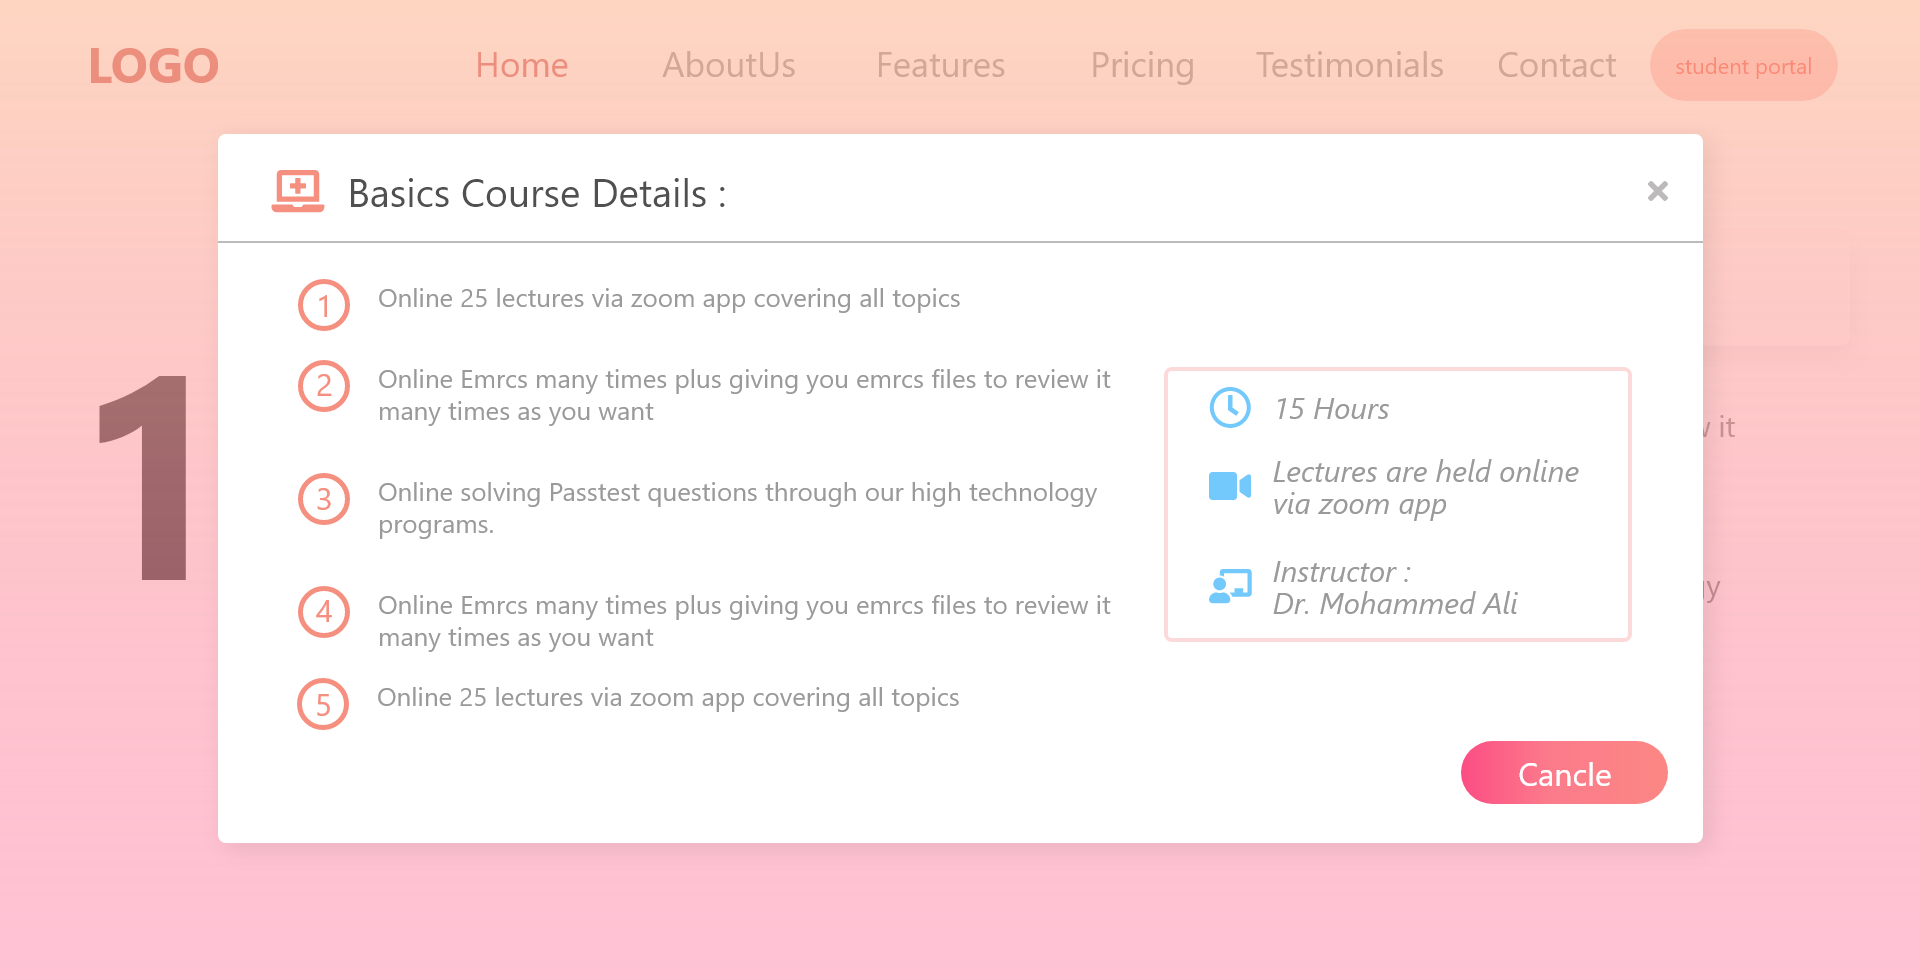 LOGO
Home
AboutUs
Features
Pricing
Testimonials
Contact
student portal
Basics Course Details :
1
Online 25 lectures via zoom app covering all topics
2
Online Emrcs many times plus giving you emrcs files to review it
many times as you want
3
Online solving Passtest questions through our high technology
programs.
4
Online Emrcs many times plus giving you emrcs files to review it
many times as you want
5
Online 25 lectures via zoom app covering all topics
15 Hours
Lectures are held online
via zoom app
Instructor :
Dr. Mohammed Ali
Cancle
1
it